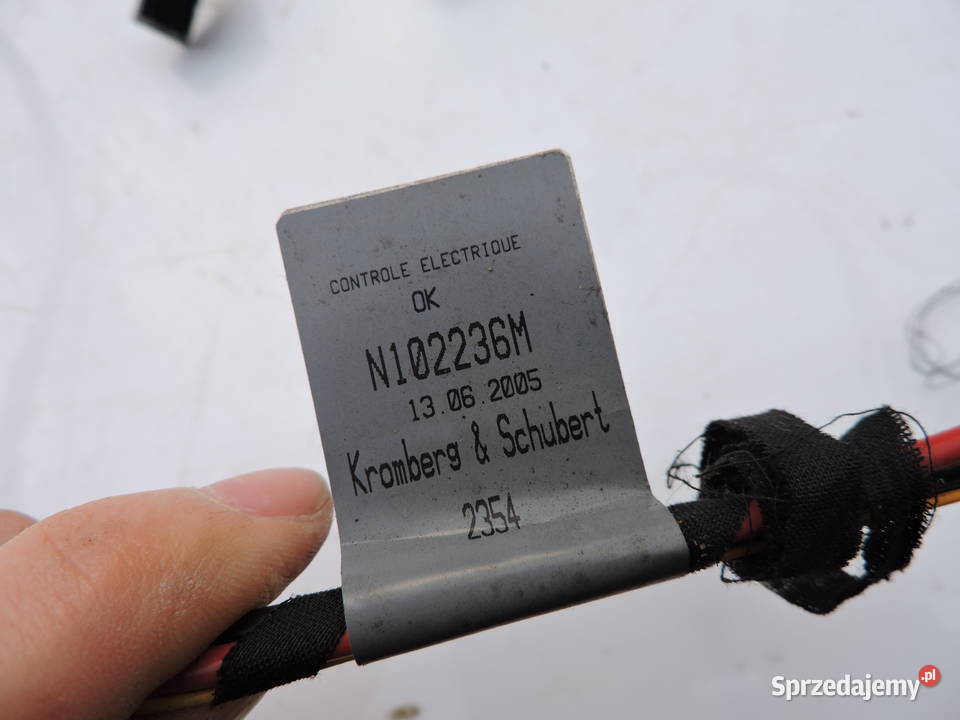 CONTROLE ELECTRIQUE
OK
N102236M
13.06.2005
Kromberg & Schubert
2354
Sprzedajemy.pl